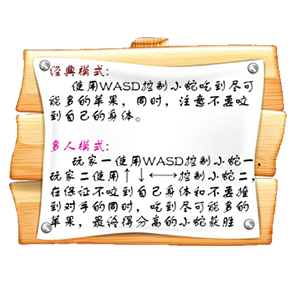 经典模式:
使用WASD控制小蛇吃到尽可
能多的苹果，同时，注意不要咬
到自己的身体。
多人模式:
玩家一使用WASD控制小蛇一,
玩家二使用↑↓←→控制小蛇二,
在保证不咬到自己身体和不要撞
到对手的同时，吃到尽可能多的
苹果，最终得分高的小蛇获胜